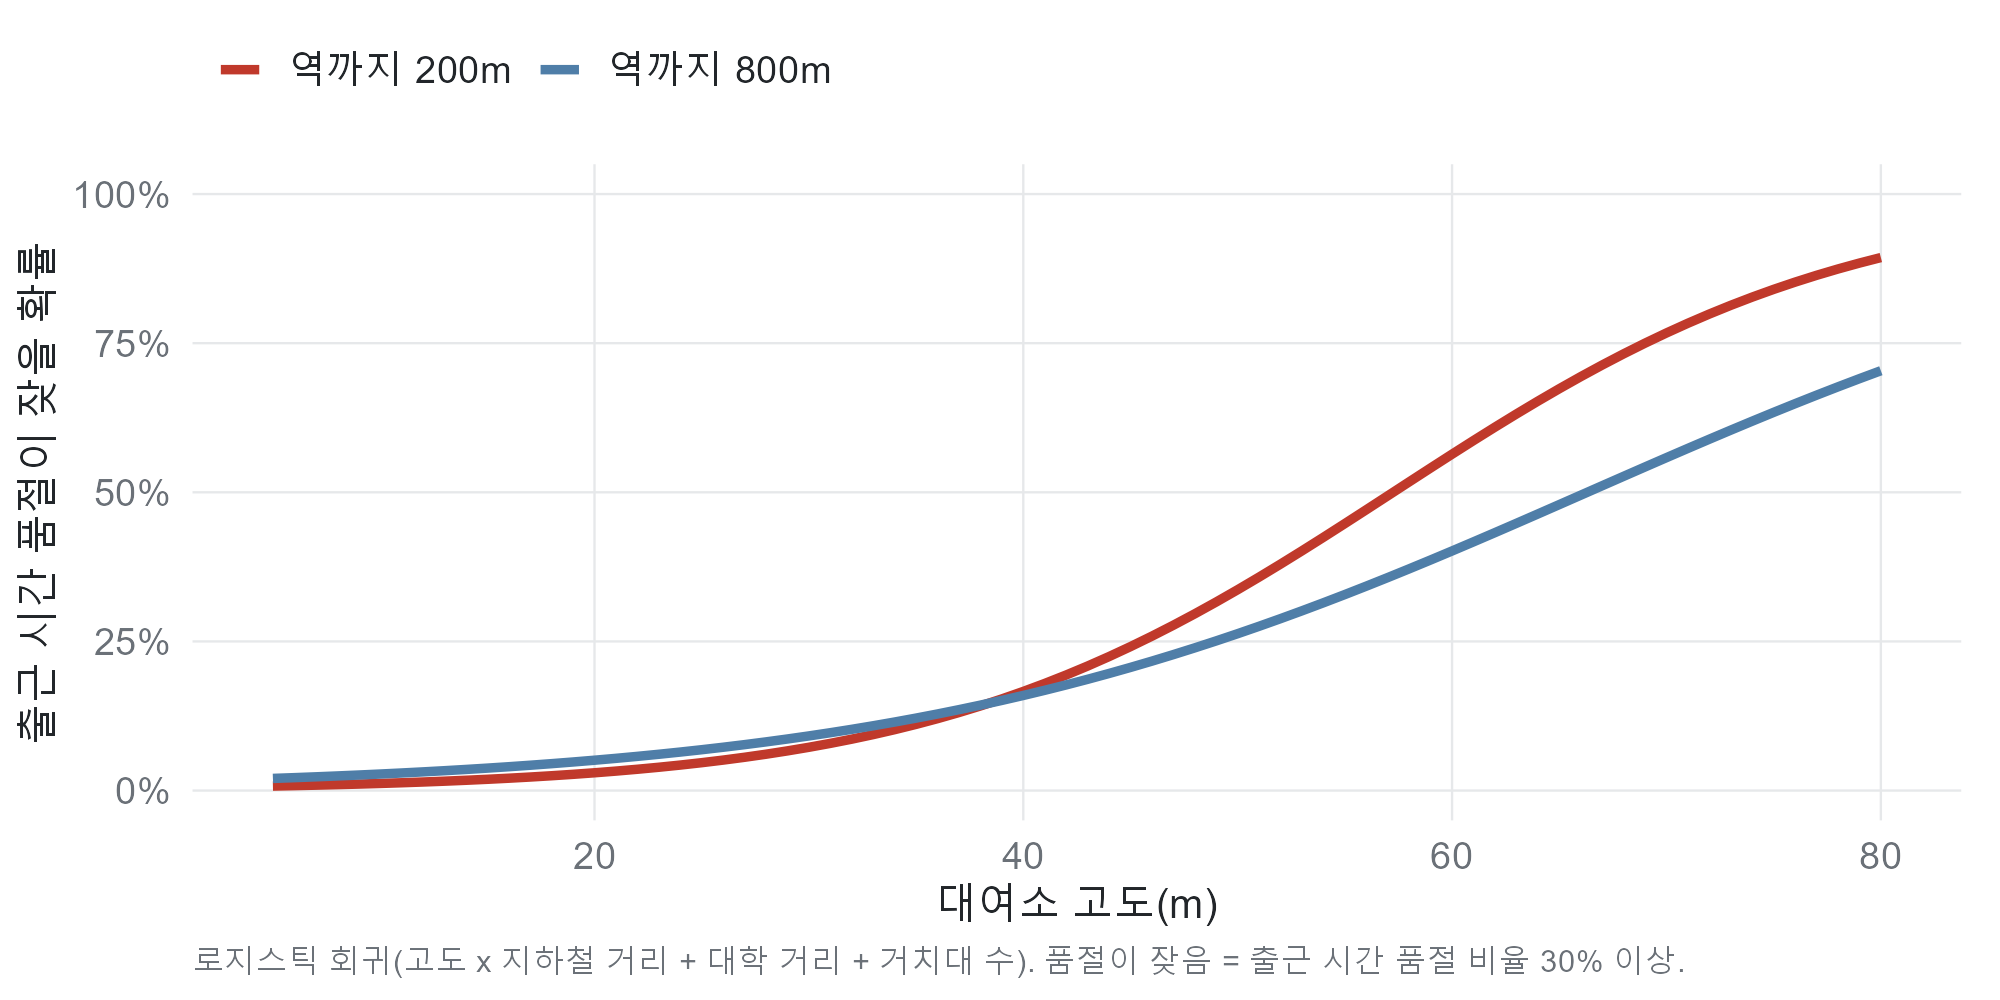 역까지 200m 역까지 800m
출근 시간 품절이 잦을 확률
100%
75%
50%
25%
0%
20 40 60 80
대여소 고도(m)
로지스틱 회귀(고도 x 지하철 거리 + 대학 거리 + 거치대 수). 품절이 잦음 = 출근 시간 품절 비율 30% 이상.